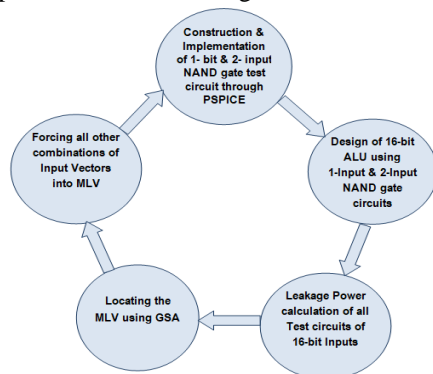 Construction &
Implementation
of 1- bit & 2- input
NAND gate test
circuit through
PSPICE
Design of 16-bit
ALU using
1-Input & 2-Input
NAND gate
circuits
Leakage Power
calculation of all
Test circuits of
16-bit Inputs
Locating the
MLV using GSA
Forcing all other
combinations of
Input Vectors
into MLV